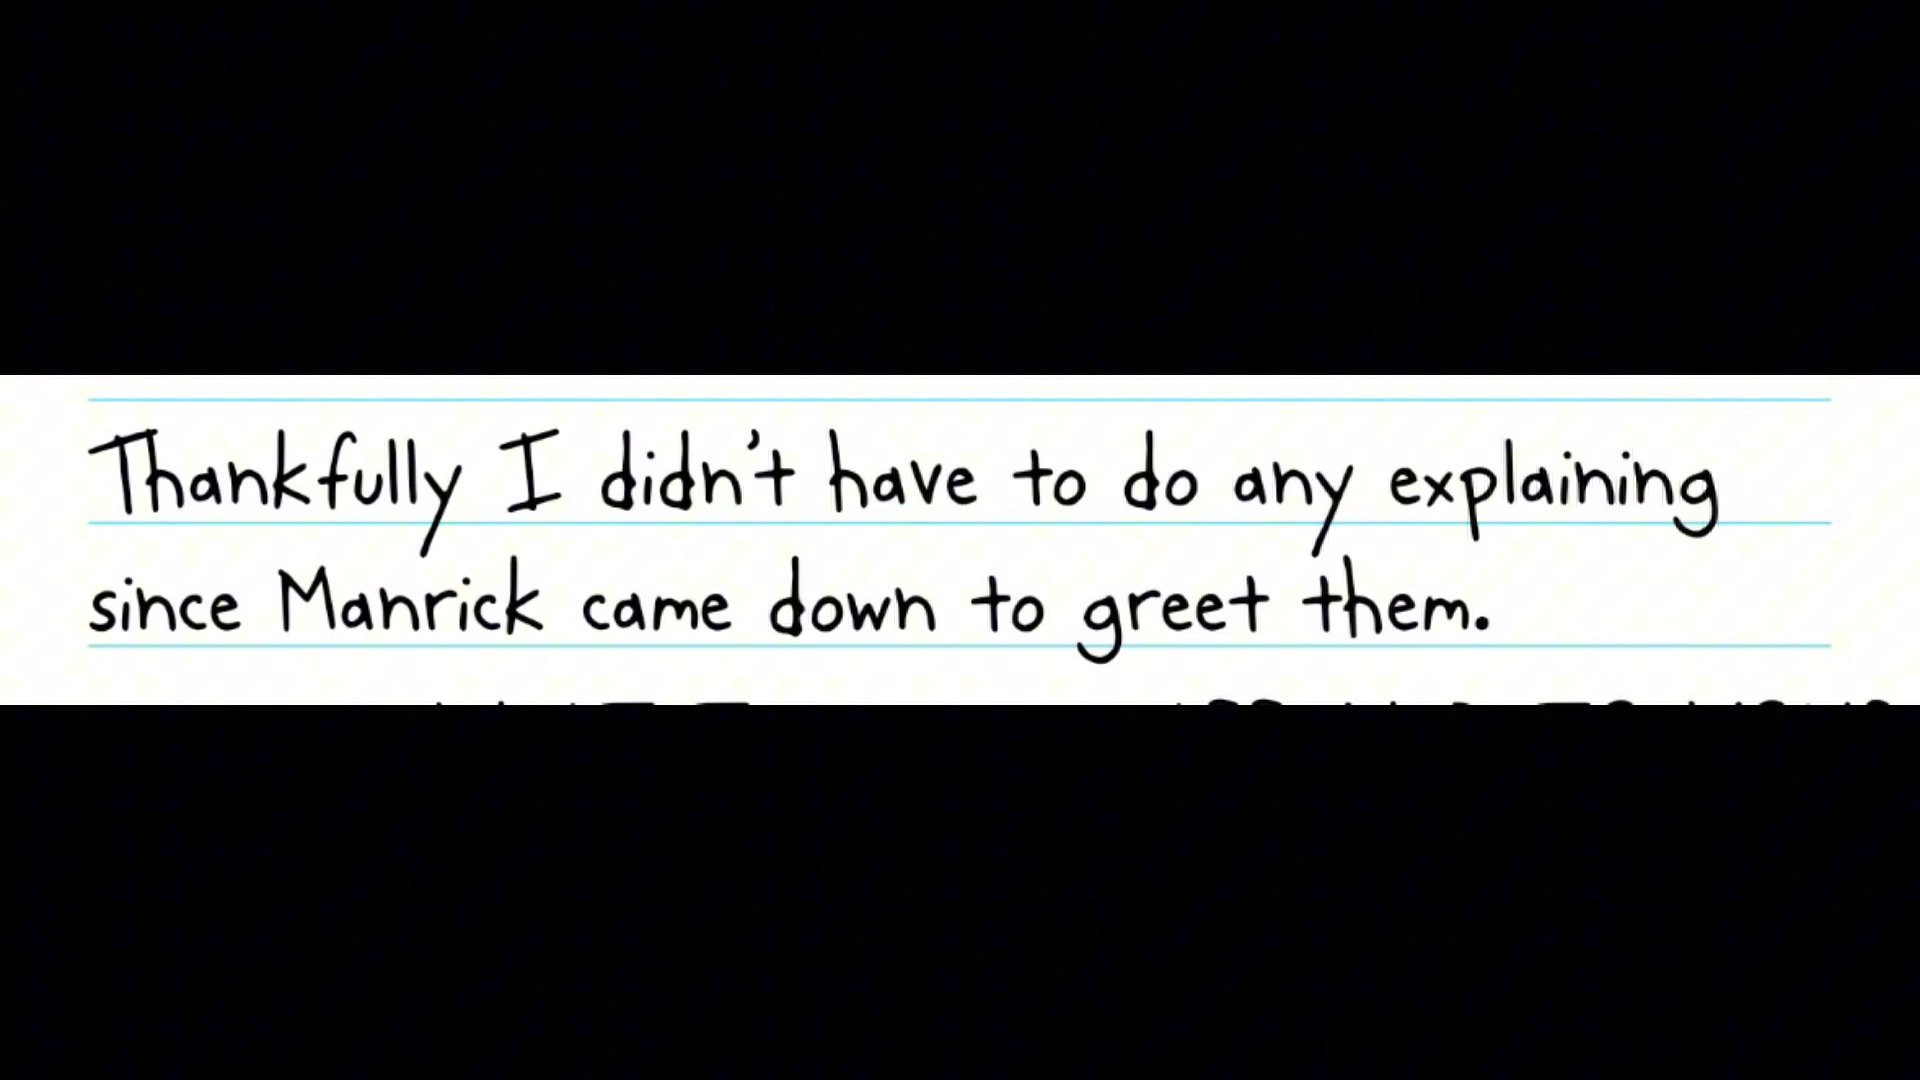 Thankfully I didn't have to do any explaining
since Manrick came down to greet them.